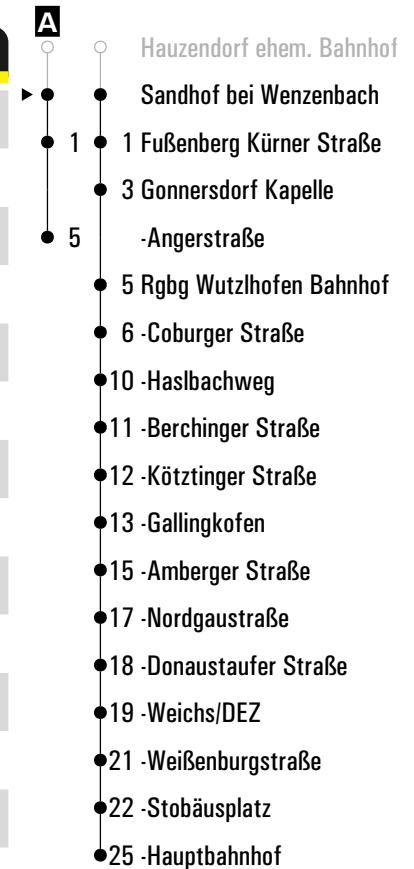 A
Hauzendorf ehem. Bahnhof
Sandhof bei Wenzenbach
1 1 Fußenberg Kürner Straße
3 Gonnersdorf Kapelle
5 -Angerstraße
5 Rgbg Wutzlhofen Bahnhof
6 -Coburger Straße
10 -Haslbachweg
11 -Berchinger Straße
12 -Kötztinger Straße
13 -Gallingkofen
15 -Amberger Straße
17 -Nordgaustraße
18 -Donaustaufer Straße
19 -Weichs/DEZ
21 -Weißenburgstraße
22 -Stobäusplatz
25 -Hauptbahnhof